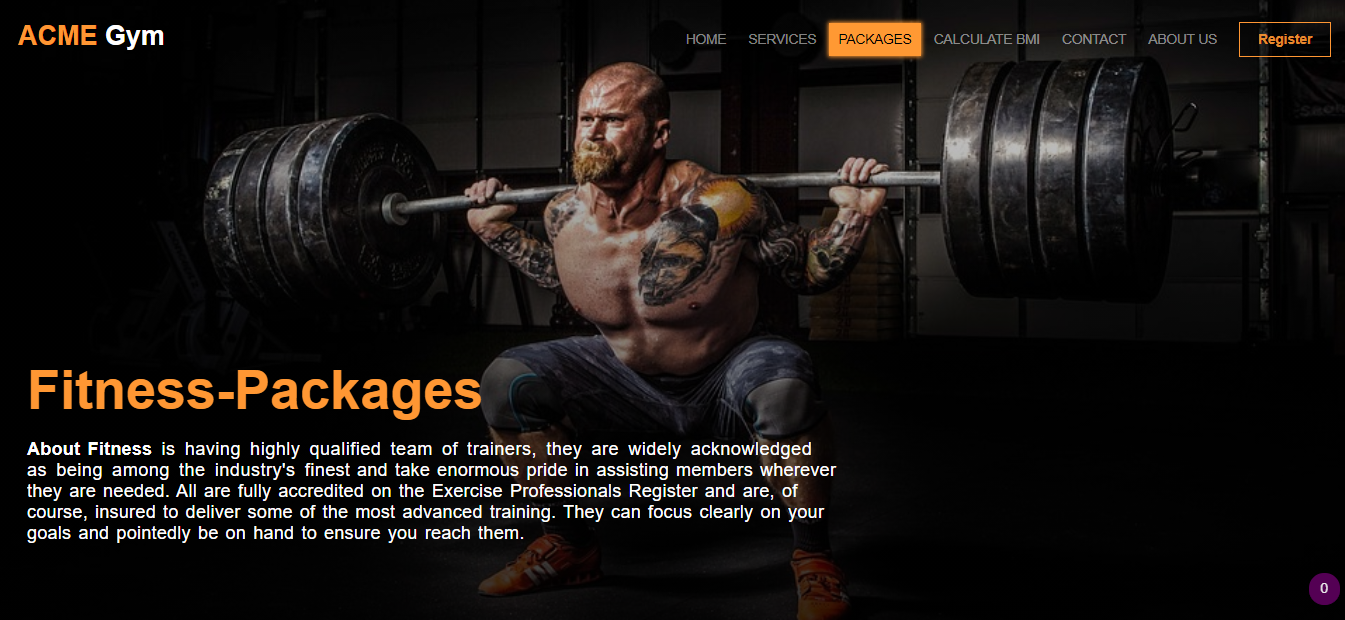 ACME Gym
HOME SERVICES PACKAGES CALCULATE BMI CONTACT ABOUT US Register
Fitness-Packages
About Fitness is having highly qualified team of trainers, they are widely acknowledged
as being among the industry's finest and take enormous pride in assisting members wherever
they are needed. All are fully accredited on the Exercise Professionals Register and are, of
course, insured to deliver some of the most advanced training. They can focus clearly on your
goals and pointedly be on hand to ensure you reach them.
0